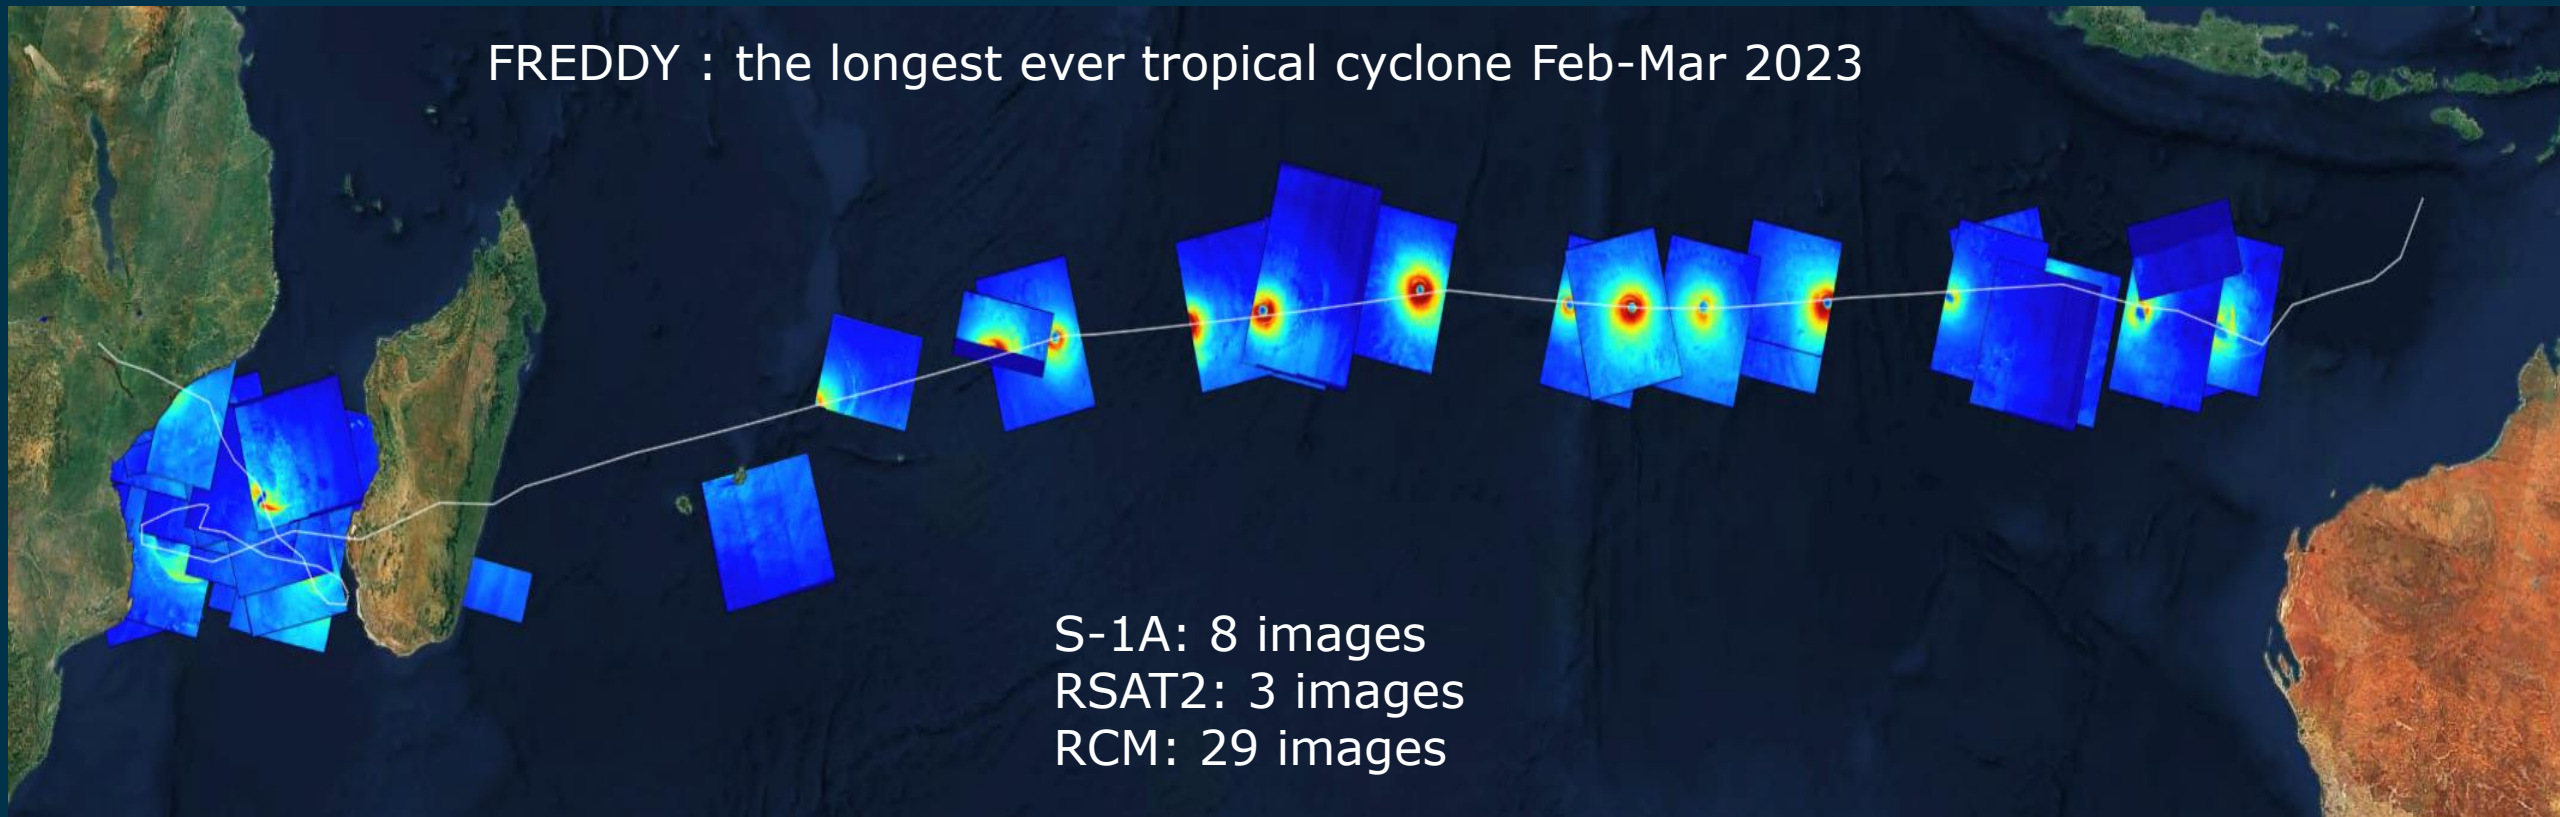 FREDDY : the longest ever tropical cyclone Feb-Mar 2023
S-1A: 8 images
RSAT2: 3 images
RCM: 29 images